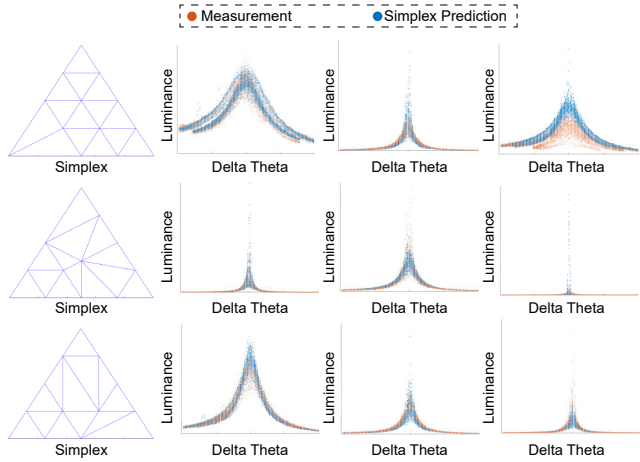 Measurement Simplex Prediction
Luminance Luminance Luminance
Simplex Delta Theta Delta Theta Delta Theta
Luminance Luminance Luminance
Simplex Delta Theta Delta Theta Delta Theta
Luminance Luminance Luminance
Simplex Delta Theta Delta Theta Delta Theta